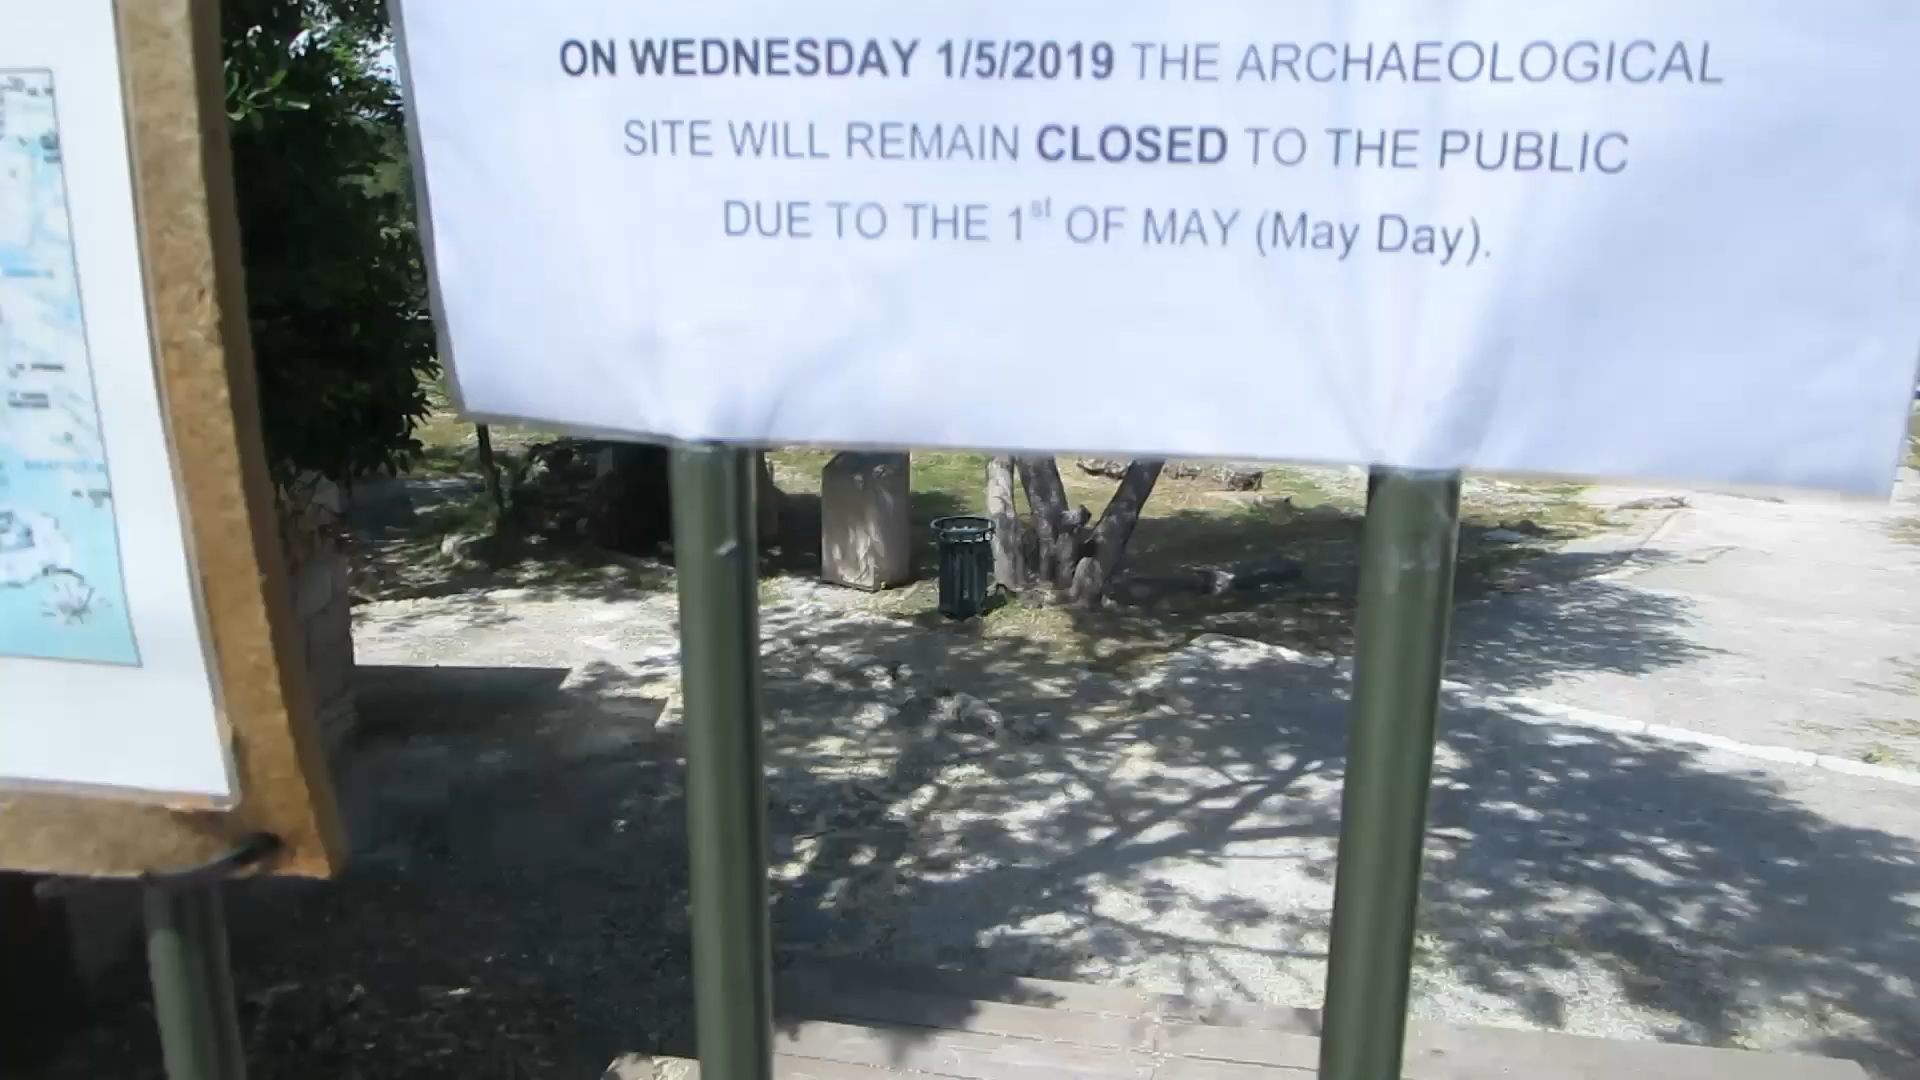 ON WEDNESDAY 1/5/2019 THE ARCHAEOLOGICAL
SITE WILL REMAIN CLOSED TO THE PUBLIC
DUE TO THE 1st OF MAY (May Day).